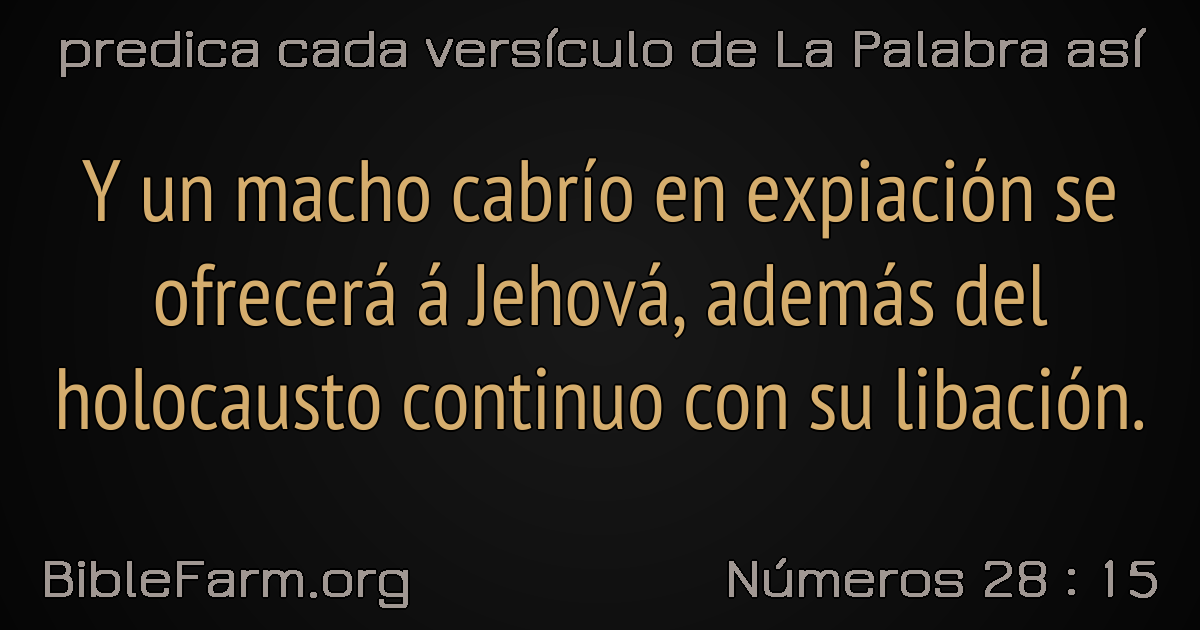 predica cada versículo de La Palabra así
Y un macho cabrío en expiación se
ofrecerá á Jehová, además del
holocausto continuo con su libación.
BibleFarm.org
Números 28 : 15